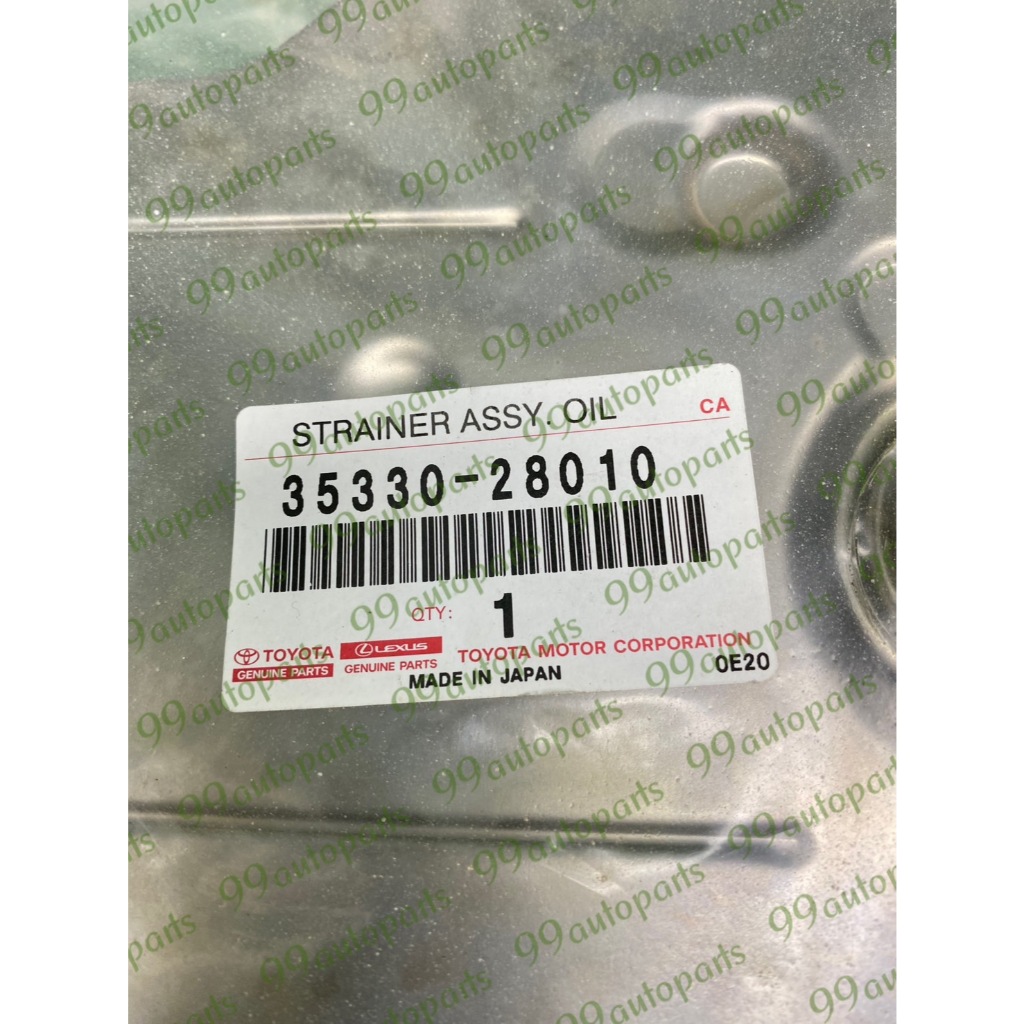 STRAINER ASSY. OIL
CA
35330-28010
QTY: 1
TOYOTA
GENUINE PARTS
LEXUS
GENUINE PARTS
TOYOTA MOTOR CORPORATION
MADE IN JAPAN
0E20
99autoparts